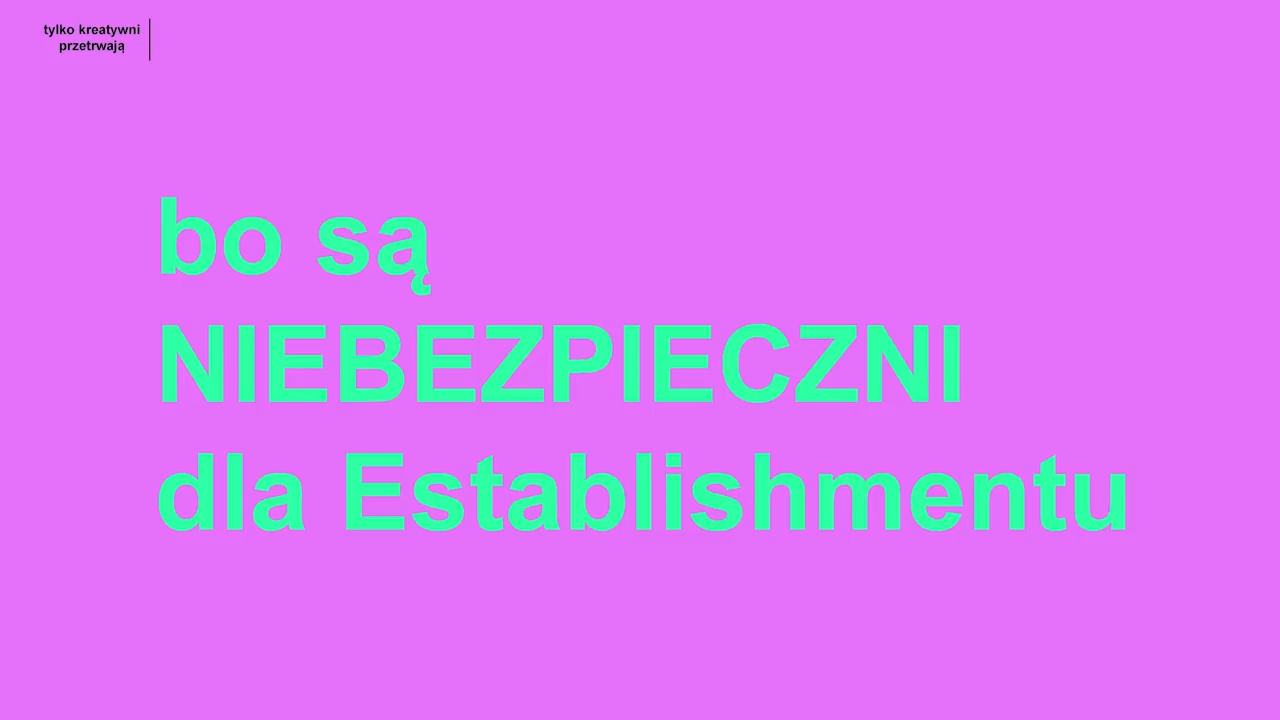 tylko kreatywni
przetrwają
bo są
NIEBEZPIECZNI
dla Establishmentu